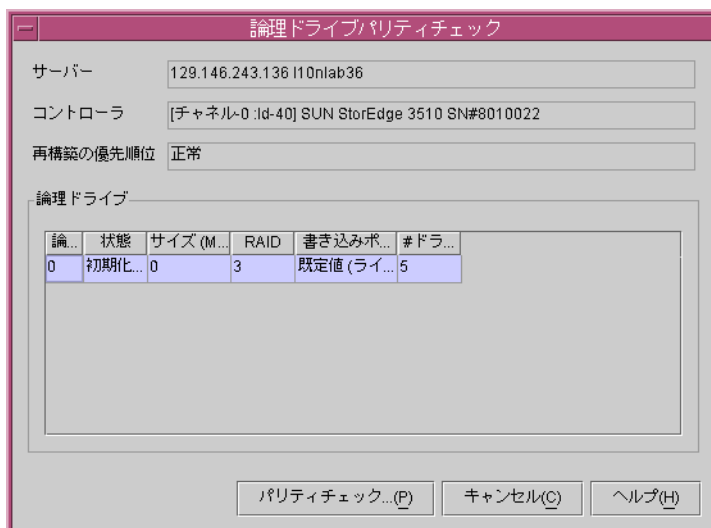 論理ドライブパリティチェック
サーバー 129.146.243.136 l10nlab36
コントローラ [チャネル-0 :Id-40] SUN StorEdge 3510 SN#8010022
再構築の優先順位 正常
論理ドライブ
論... 状態 サイズ (M... RAID 書き込みポ... #ドラ...
0 初期化... 0 3 既定値 (ライ... 5
パリティチェック...(P) キャンセル(C) ヘルプ(H)